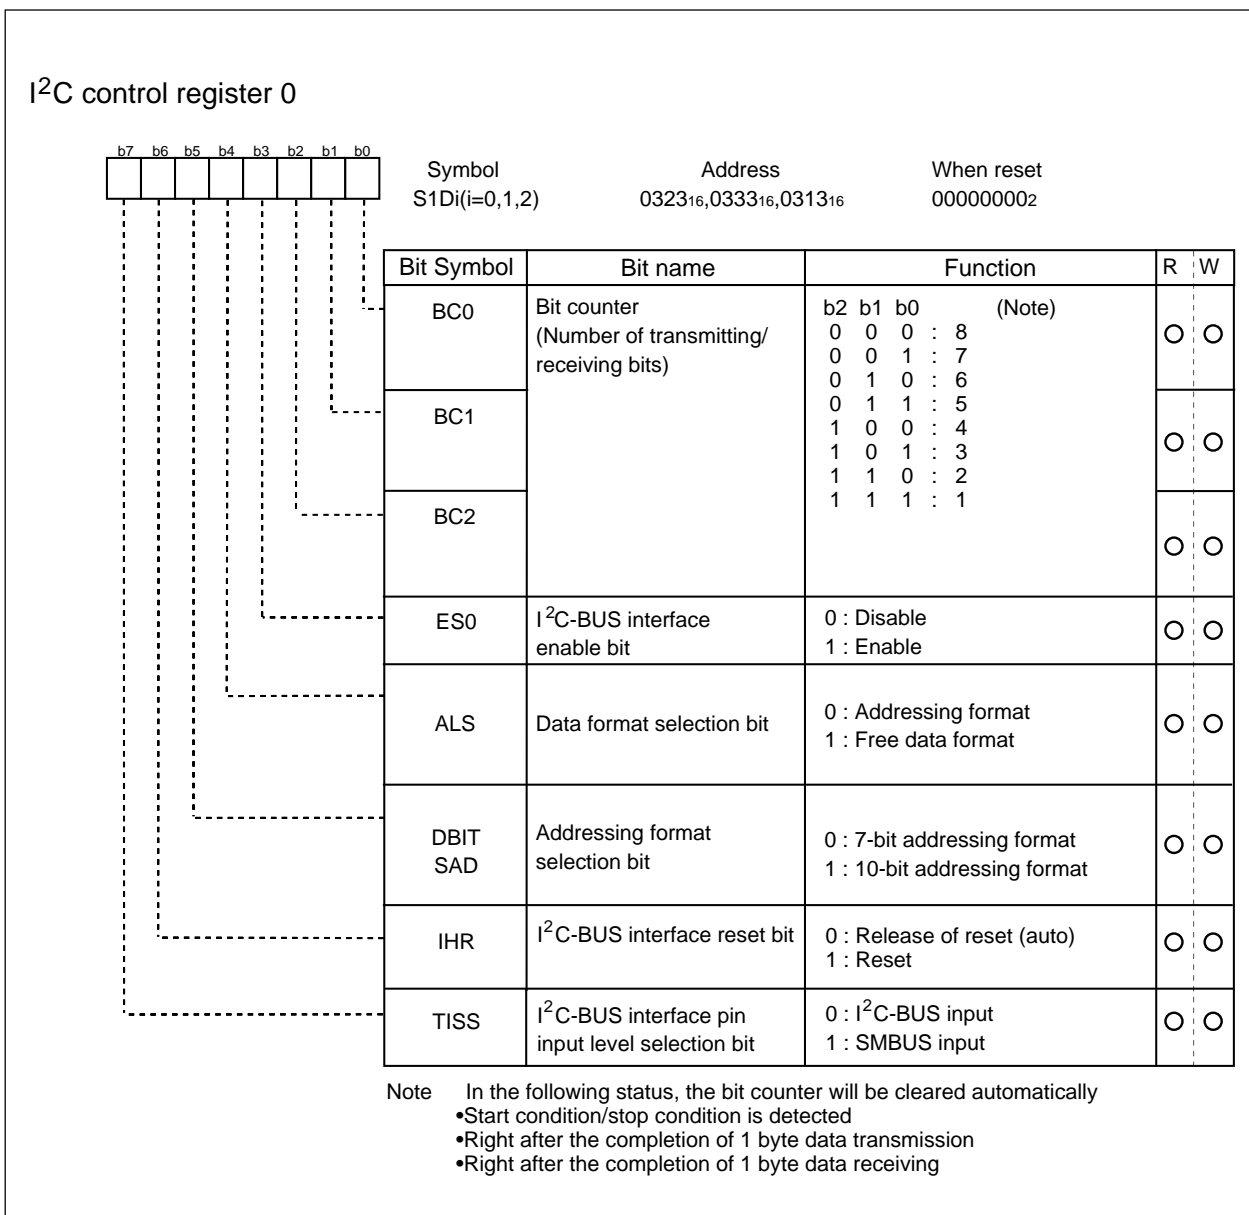 I²C control register 0
b7 b6 b5 b4 b3 b2 b1 b0
Symbol Address When reset
S1Di(i=0,1,2) 032316,033316,031316 000000002
Bit Symbol Bit name Function R W
BC0 Bit counter b2 b1 b0 (Note)
(Number of transmitting/ 0 0 0 : 8
receiving bits) 0 0 1 : 7
0 1 0 : 6
BC1 0 1 1 : 5
1 0 0 : 4
1 0 1 : 3
1 1 0 : 2
BC2 1 1 1 : 1
ES0 I²C-BUS interface 0 : Disable
enable bit 1 : Enable
ALS Data format selection bit 0 : Addressing format
1 : Free data format
DBIT Addressing format 0 : 7-bit addressing format
SAD selection bit 1 : 10-bit addressing format
IHR I²C-BUS interface reset bit 0 : Release of reset (auto)
1 : Reset
TISS I²C-BUS interface pin 0 : I²C-BUS input
input level selection bit 1 : SMBUS input
Note In the following status, the bit counter will be cleared automatically
•Start condition/stop condition is detected
•Right after the completion of 1 byte data transmission
•Right after the completion of 1 byte data receiving